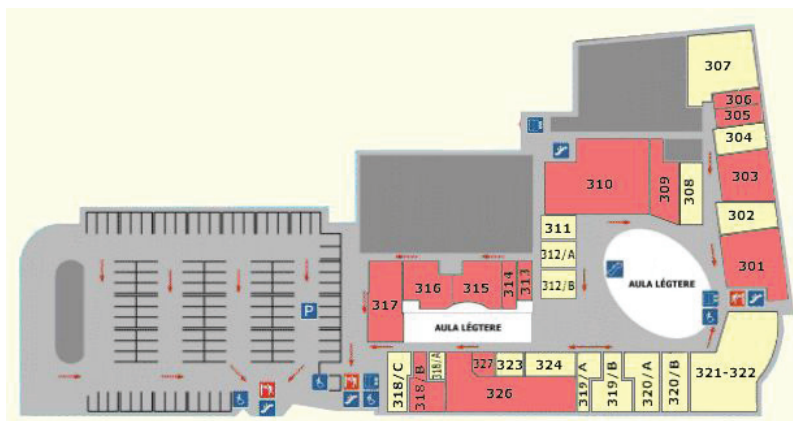 307
306
305
304
303
302
301
310
309
308
311
312/A
312/B
AULA LÉGTERE
317
316
315
314
313
AULA LÉGTERE
P
318/C
318/B
318/A
327
323
324
326
319/A
319/B
320/A
320/B
321-322